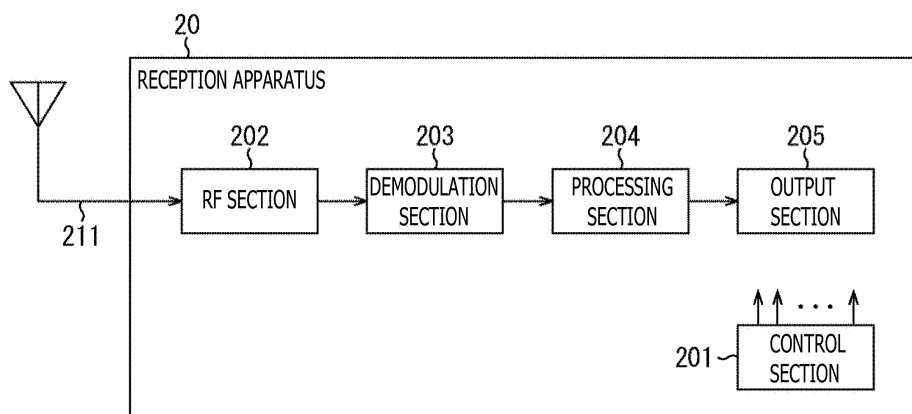 20
RECEPTION APPARATUS
202
203
204
205
RF SECTION
DEMODULATION
SECTION
PROCESSING
SECTION
OUTPUT
SECTION
211
...
201
CONTROL
SECTION